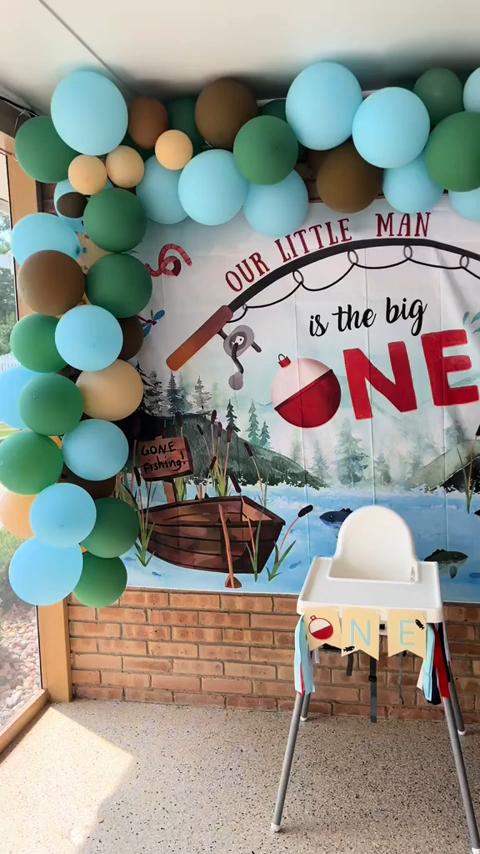 OUR LITTLE MAN
is the big
ONE
GONE
Fishing!
ONE